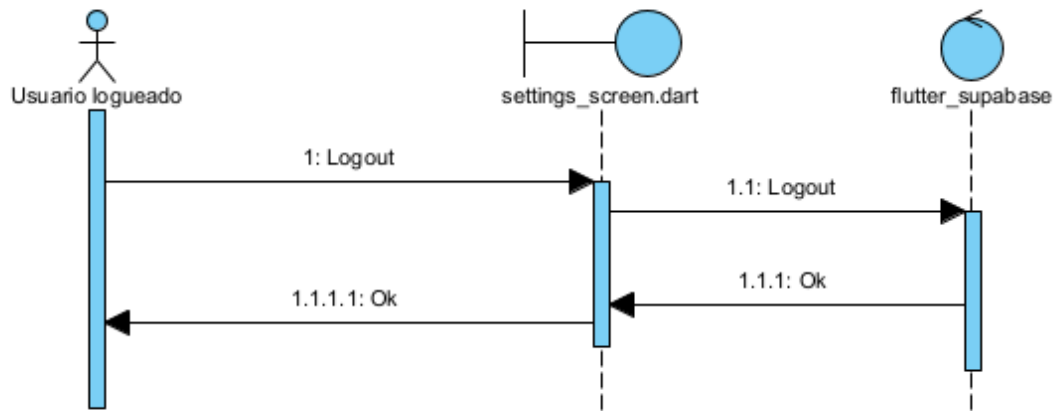 Usuario logueado
settings_screen.dart
flutter_supabase
1: Logout
1.1: Logout
1.1.1: Ok
1.1.1.1: Ok